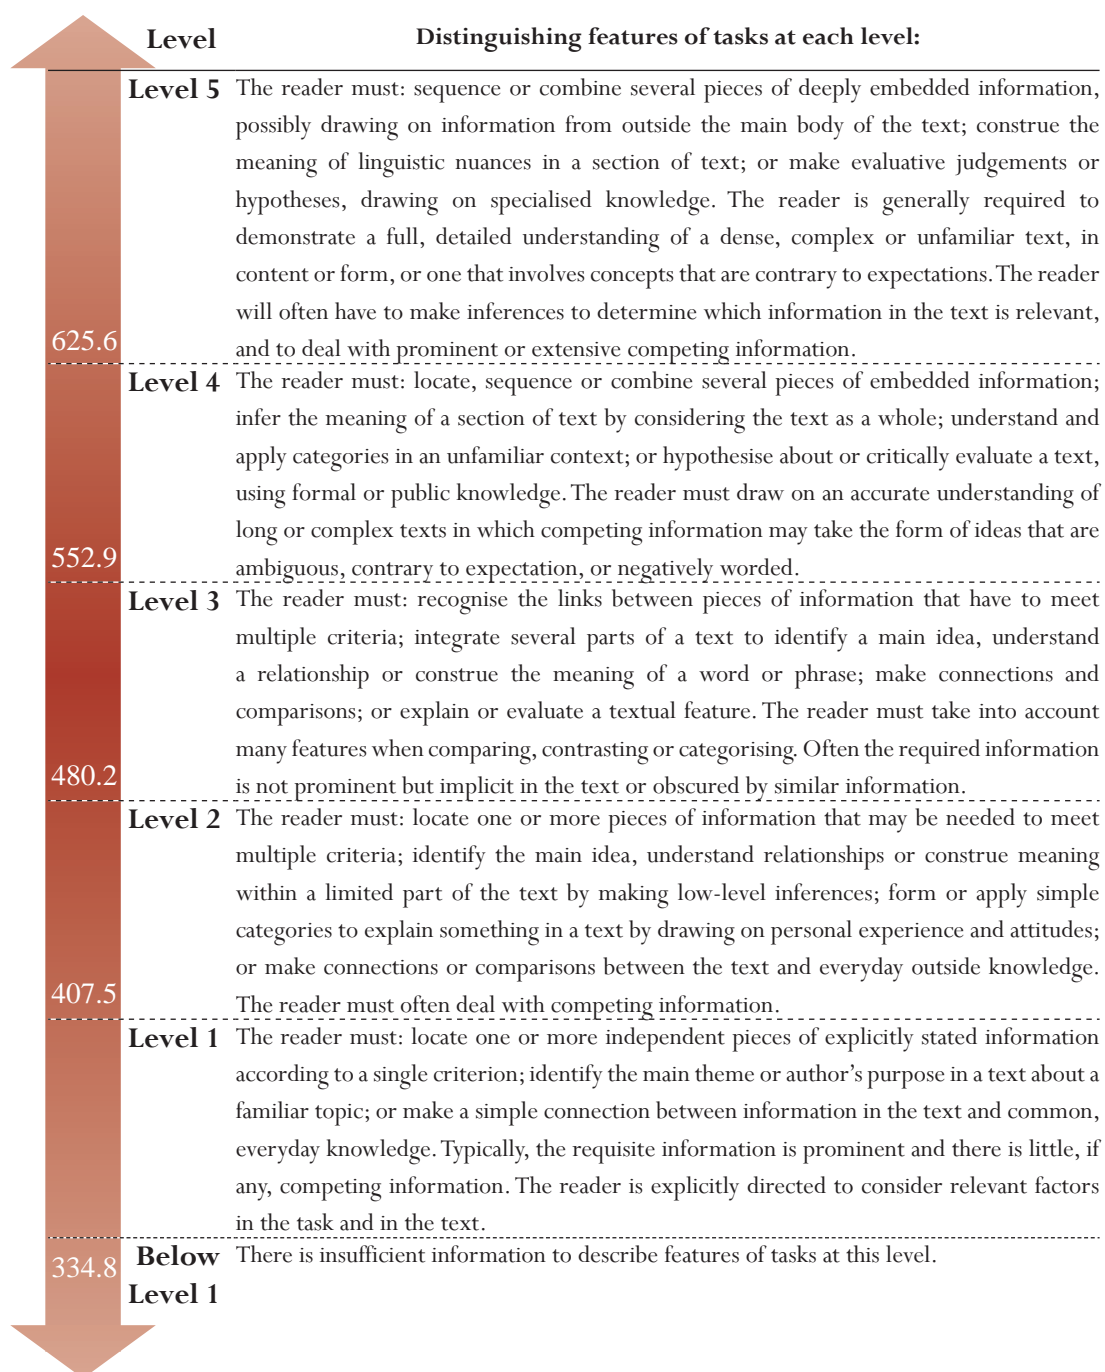 Level Distinguishing features of tasks at each level:
Level 5 The reader must: sequence or combine several pieces of deeply embedded information,
possibly drawing on information from outside the main body of the text; construe the
meaning of linguistic nuances in a section of text; or make evaluative judgements or
hypotheses, drawing on specialised knowledge. The reader is generally required to
demonstrate a full, detailed understanding of a dense, complex or unfamiliar text, in
content or form, or one that involves concepts that are contrary to expectations. The reader
will often have to make inferences to determine which information in the text is relevant,
625.6 and to deal with prominent or extensive competing information.
Level 4 The reader must: locate, sequence or combine several pieces of embedded information;
infer the meaning of a section of text by considering the text as a whole; understand and
apply categories in an unfamiliar context; or hypothesise about or critically evaluate a text,
using formal or public knowledge. The reader must draw on an accurate understanding of
long or complex texts in which competing information may take the form of ideas that are
552.9 ambiguous, contrary to expectation, or negatively worded.
Level 3 The reader must: recognise the links between pieces of information that have to meet
multiple criteria; integrate several parts of a text to identify a main idea, understand
a relationship or construe the meaning of a word or phrase; make connections and
comparisons; or explain or evaluate a textual feature. The reader must take into account
many features when comparing, contrasting or categorising. Often the required information
480.2 is not prominent but implicit in the text or obscured by similar information.
Level 2 The reader must: locate one or more pieces of information that may be needed to meet
multiple criteria; identify the main idea, understand relationships or construe meaning
within a limited part of the text by making low-level inferences; form or apply simple
categories to explain something in a text by drawing on personal experience and attitudes;
or make connections or comparisons between the text and everyday outside knowledge.
407.5 The reader must often deal with competing information.
Level 1 The reader must: locate one or more independent pieces of explicitly stated information
according to a single criterion; identify the main theme or author's purpose in a text about a
familiar topic; or make a simple connection between information in the text and common,
everyday knowledge. Typically, the requisite information is prominent and there is little, if
any, competing information. The reader is explicitly directed to consider relevant factors
in the task and in the text.
334.8 Below There is insufficient information to describe features of tasks at this level.
Level 1